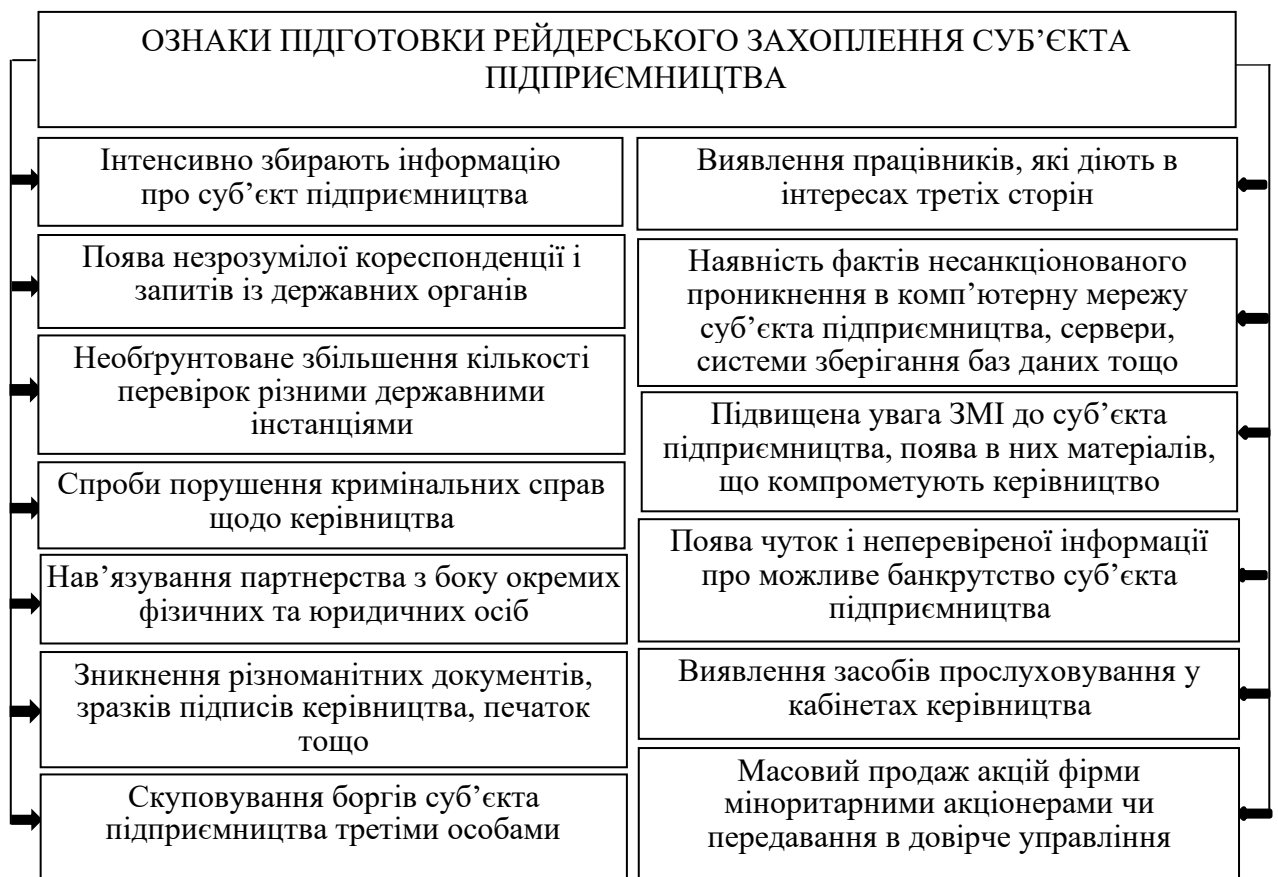 ОЗНАКИ ПІДГОТОВКИ РЕЙДЕРСЬКОГО ЗАХОПЛЕННЯ СУБ’ЄКТА
ПІДПРИЄМНИЦТВА
Інтенсивно збирають інформацію
про суб’єкт підприємництва
Поява незрозумілої кореспонденції і
запитів із державних органів
Необґрунтоване збільшення кількості
перевірок різними державними
інстанціями
Спроби порушення кримінальних справ
щодо керівництва
Нав’язування партнерства з боку окремих
фізичних та юридичних осіб
Зникнення різноманітних документів,
зразків підписів керівництва, печаток
тощо
Скуповування боргів суб’єкта
підприємництва третіми особами
Виявлення працівників, які діють в
інтересах третіх сторін
Наявність фактів несанкціонованого
проникнення в комп’ютерну мережу
суб’єкта підприємництва, сервери,
системи зберігання баз даних тощо
Підвищена увага ЗМІ до суб’єкта
підприємництва, поява в них матеріалів,
що компрометують керівництво
Поява чуток і неперевіреної інформації
про можливе банкрутство суб’єкта
підприємництва
Виявлення засобів прослуховування у
кабінетах керівництва
Масовий продаж акцій фірми
міноритарними акціонерами чи
передавання в довірче управління